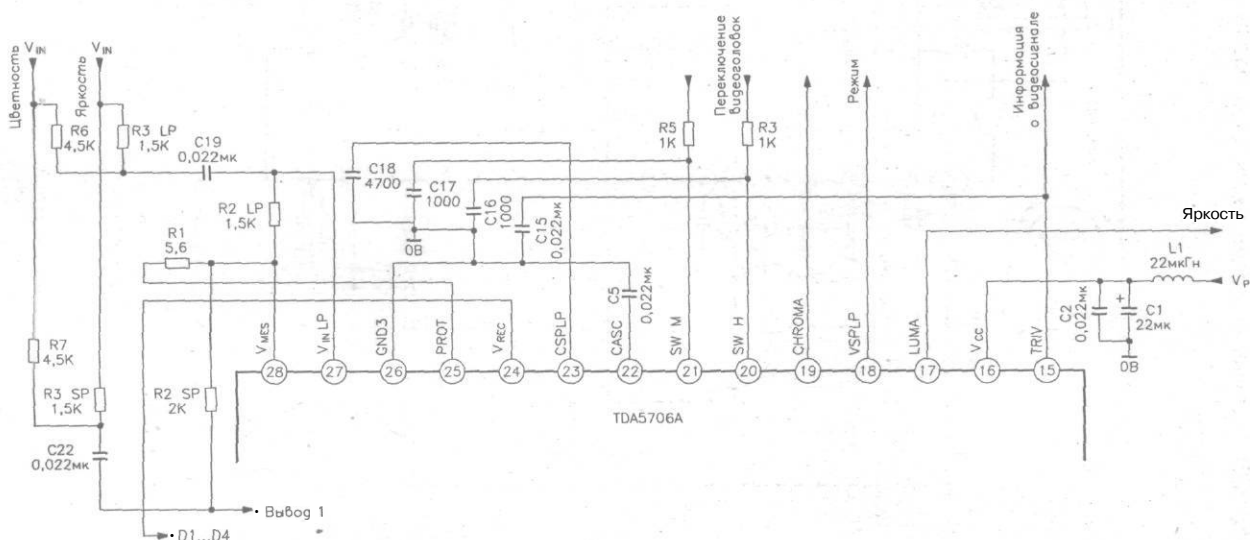 Цветность
V IN
Яркость
V IN
R6
4,5K
R3 LP
1,5K
C19
0,022мк
R2 LP
1,5K
R1
5,6
C18
4700
C17
1000
C16
1000
C15
0,022мк
0В
R5
1K
Переключение
видеоголовок
R3
1K
Режим
Информация
о видеосигнале
Яркость
L1
22мкГн
VP
C2
0,022мк
+
C1
22мк
0В
C5
0,022мк
R7
4,5K
R3 SP
1,5K
R2 SP
2K
C22
0,022мк
VMES
VIN LP
GND3
PROT
VREC
CSPLP
CASC
SW M
SW H
CHROMA
VSPLP
LUMA
VCC
TRIV
28 27 26 25 24 23 22 21 20 19 18 17 16 15
TDA5706A
Вывод 1
D1...D4